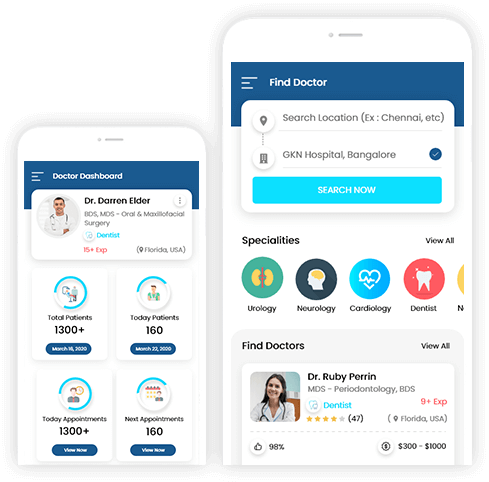 Doctor Dashboard
Dr. Darren Elder
BDS, MDS - Oral & Maxillofacial
Surgery
Dentist
15+ Exp
( Florida, USA)
Total Patients
1300+
March 16, 2020
Today Patients
160
March 22, 2020
Today Appointments
1300+
View Now
Next Appointments
160
View Now
Find Doctor
Search Location (Ex : Chennai, etc)
GKN Hospital, Bangalore
SEARCH NOW
Specialities
View All
Urology
Neurology
Cardiology
Dentist
Find Doctors
View All
Dr. Ruby Perrin
MDS - Periodontology, BDS
Dentist
9+ Exp
(47)
( Florida, USA)
98%
$300 - $1000